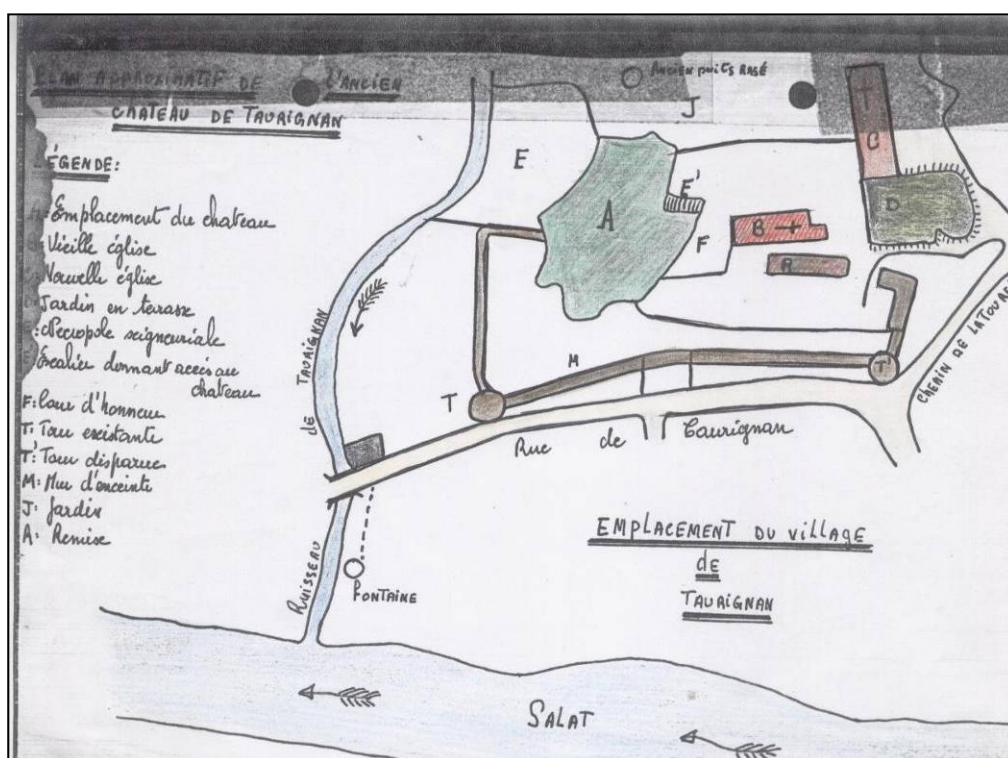 PLAN APPROXIMATIF DE L'ANCIEN
CHATEAU DE TAURIGNAN
LÉGENDE:
A: Emplacement du chateau
Vieille église
Nouvelle église
Jardin en terrasse
E: Nécropole seigneuriale
Escalier donnant accès au
chateau
F: Cour d'honneur
T: Tour existante
T': Tour disparue
M: Mur d'enceinte
J: Jardin
A: Remise
ANCIEN PUITS RASÉ
J
E
A
E'
F
B
C
D
R
M
T
T'
CHEMIN DE LATOUR
Rue de Taurignan
RUISSEAU DE TAURIGNAN
FONTAINE
EMPLACEMENT DU VILLAGE
de
TAURIGNAN
SALAT